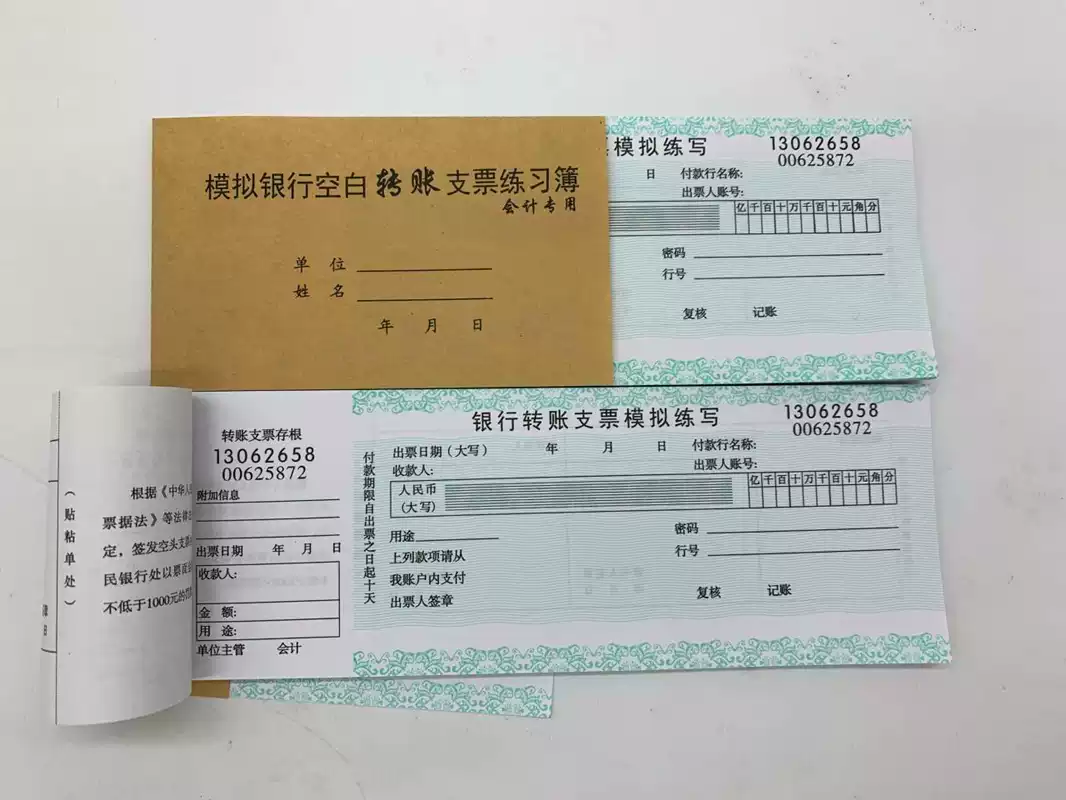 模拟银行空白转账支票练习簿
会计专用
单 位
姓 名
年 月 日
票模拟练写
13062658
00625872
日 付款行名称:
出票人账号:
亿千百十万千百十元角分
密码
行号
复核 记账
(贴粘单处)
根据《中华人
票据法》等法律
定,签发空头支票
民银行处以票面
不低于1000元的
转账支票存根
13062658
00625872
附加信息
出票日期 年 月 日
收款人:
金 额:
用 途:
单位主管 会计
付款期限自出票之日起十天
银行转账支票模拟练写
13062658
00625872
出票日期(大写) 年 月 日 付款行名称:
收款人: 出票人账号:
人民币
(大写)
亿千百十万千百十元角分
用途
密码
上列款项请从
行号
我账户内支付
出票人签章
复核 记账